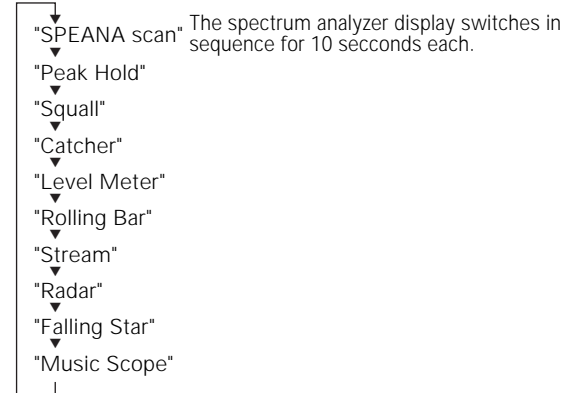 "SPEANA scan" The spectrum analyzer display switches in
sequence for 10 secconds each.
"Peak Hold"
"Squall"
"Catcher"
"Level Meter"
"Rolling Bar"
"Stream"
"Radar"
"Falling Star"
"Music Scope"